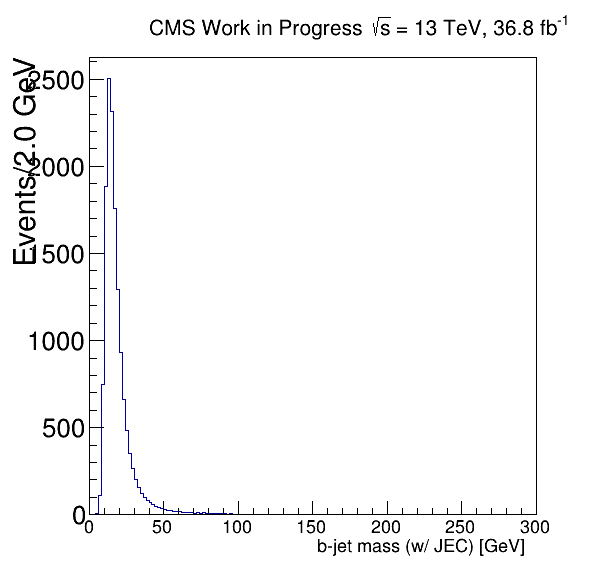 CMS Work in Progress √s = 13 TeV, 36.8 fb⁻¹
Events/2.0 GeV
2500
2000
1500
1000
500
0
0 50 100 150 200 250 300
b-jet mass (w/ JEC) [GeV]